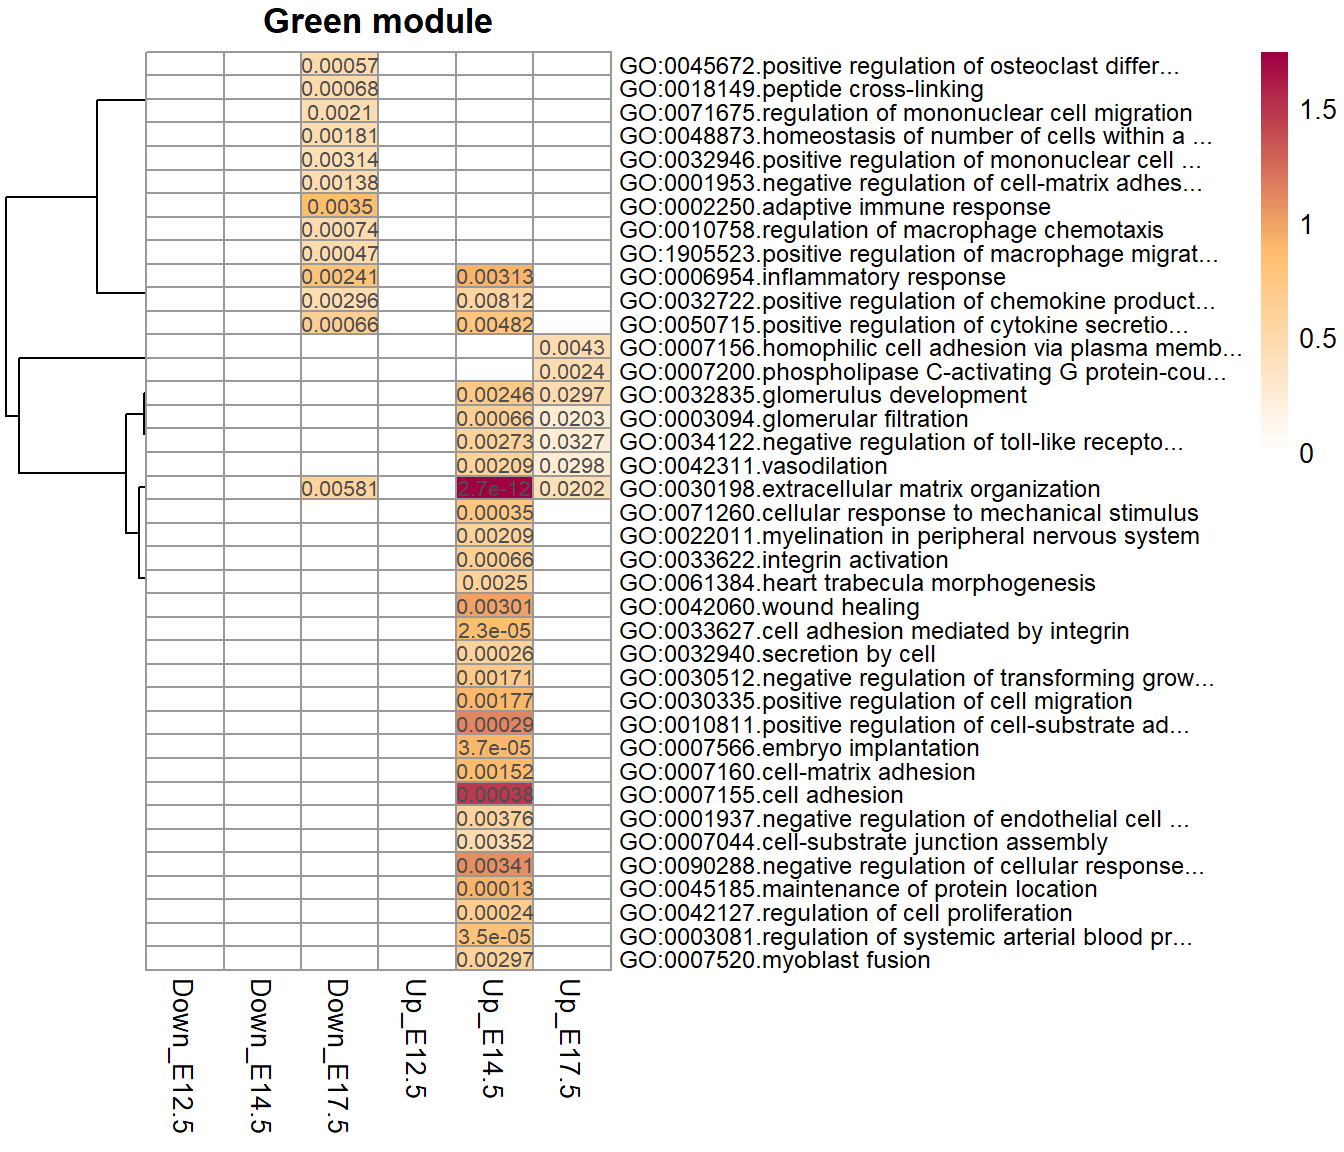 Green module
0.00057 GO:0045672.positive regulation of osteoclast differ...
0.00068 GO:0018149.peptide cross-linking
0.0021 GO:0071675.regulation of mononuclear cell migration
0.00181 GO:0048873.homeostasis of number of cells within a ...
0.00314 GO:0032946.positive regulation of mononuclear cell ...
0.00138 GO:0001953.negative regulation of cell-matrix adhes...
0.0035 GO:0002250.adaptive immune response
0.00074 GO:0010758.regulation of macrophage chemotaxis
0.00047 GO:1905523.positive regulation of macrophage migrat...
0.00241 0.00313 GO:0006954.inflammatory response
0.00296 0.00812 GO:0032722.positive regulation of chemokine product...
0.00066 0.00482 GO:0050715.positive regulation of cytokine secretio...
0.0043 GO:0007156.homophilic cell adhesion via plasma memb...
0.0024 GO:0007200.phospholipase C-activating G protein-cou...
0.00246 0.0297 GO:0032835.glomerulus development
0.00066 0.0203 GO:0003094.glomerular filtration
0.00273 0.0327 GO:0034122.negative regulation of toll-like recepto...
0.00209 0.0298 GO:0042311.vasodilation
0.00581 2.7e-12 0.0202 GO:0030198.extracellular matrix organization
0.00035 GO:0071260.cellular response to mechanical stimulus
0.00209 GO:0022011.myelination in peripheral nervous system
0.00066 GO:0033622.integrin activation
0.0025 GO:0061384.heart trabecula morphogenesis
0.00301 GO:0042060.wound healing
2.3e-05 GO:0033627.cell adhesion mediated by integrin
0.00026 GO:0032940.secretion by cell
0.00171 GO:0030512.negative regulation of transforming grow...
0.00177 GO:0030335.positive regulation of cell migration
0.00029 GO:0010811.positive regulation of cell-substrate ad...
3.7e-05 GO:0007566.embryo implantation
0.00152 GO:0007160.cell-matrix adhesion
0.00038 GO:0007155.cell adhesion
0.00376 GO:0001937.negative regulation of endothelial cell ...
0.00352 GO:0007044.cell-substrate junction assembly
0.00341 GO:0090288.negative regulation of cellular response...
0.00013 GO:0045185.maintenance of protein location
0.00024 GO:0042127.regulation of cell proliferation
3.5e-05 GO:0003081.regulation of systemic arterial blood pr...
0.00297 GO:0007520.myoblast fusion
Down_E12.5
Down_E14.5
Down_E17.5
Up_E12.5
Up_E14.5
Up_E17.5
1.5
1
0.5
0